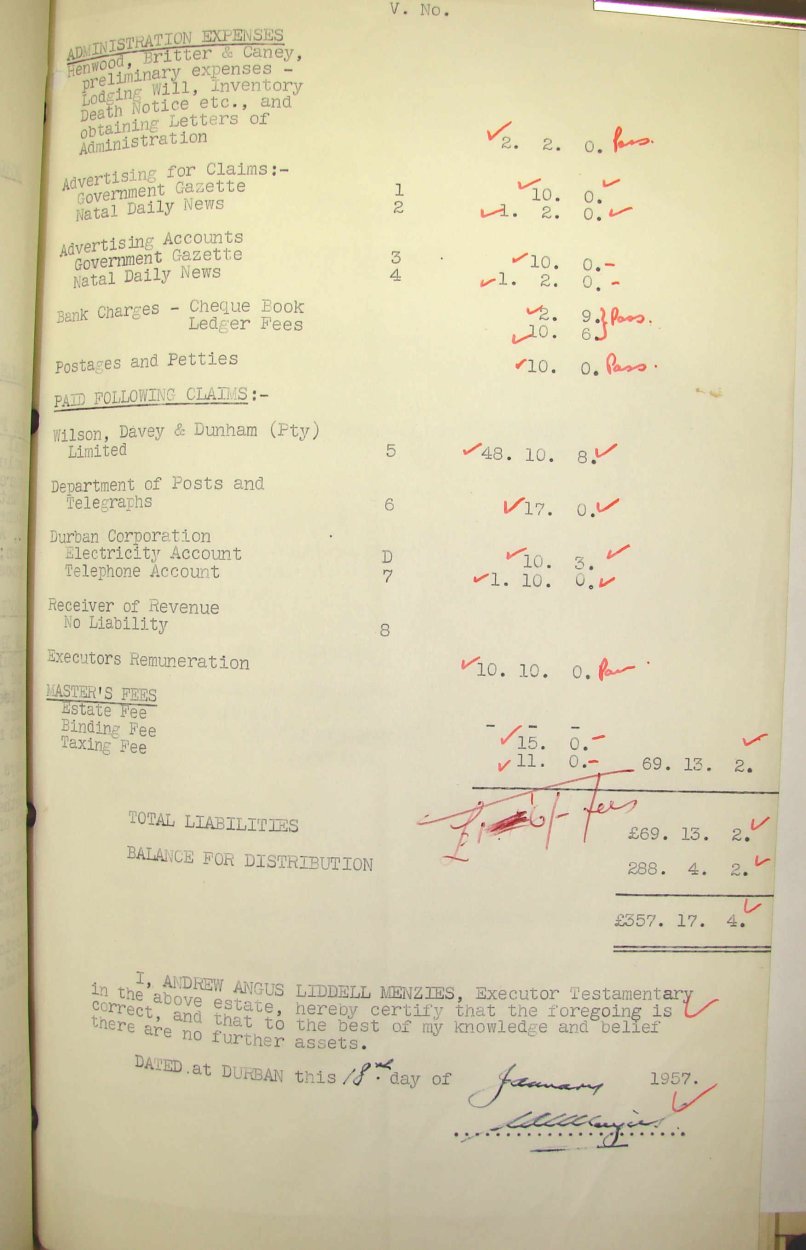 V. No.
ADMINISTRATION EXPENSES
Henwood, Britter & Caney,
preliminary expenses -
Lodging Will, Inventory
Death Notice etc., and
obtaining Letters of
Administration 2. 2. 0. Pass.
Advertising for Claims:-
Government Gazette 1 10. 0.
Natal Daily News 2 1. 2. 0.
Advertising Accounts
Government Gazette 3 10. 0.-
Natal Daily News 4 1. 2. 0.-
Bank Charges - Cheque Book 2. 9.
Ledger Fees 10. 6. } Pass.
Postages and Petties 10. 0. Pass.
PAID FOLLOWING CLAIMS:-
Wilson, Davey & Dunham (Pty)
Limited 5 48. 10. 8.
Department of Posts and
Telegraphs 6 17. 0.
Durban Corporation
Electricity Account D 10. 3.
Telephone Account 7 1. 10. 0.
Receiver of Revenue
No Liability 8
Executors Remuneration 10. 10. 0. Pass
MASTER'S FEES
Estate Fee - - -
Binding Fee 15. 0.-
Taxing Fee 11. 0.- 69. 13. 2.
fees
TOTAL LIABILITIES £69. 13. 2.
BALANCE FOR DISTRIBUTION 288. 4. 2.
£357. 17. 4.
I, ANDREW ANGUS LIDDELL MENZIES, Executor Testamentary
in the above estate, hereby certify that the foregoing is
correct, and that to the best of my knowledge and belief
there are no further assets.
DATED.at DURBAN this 18 day of January 1957.